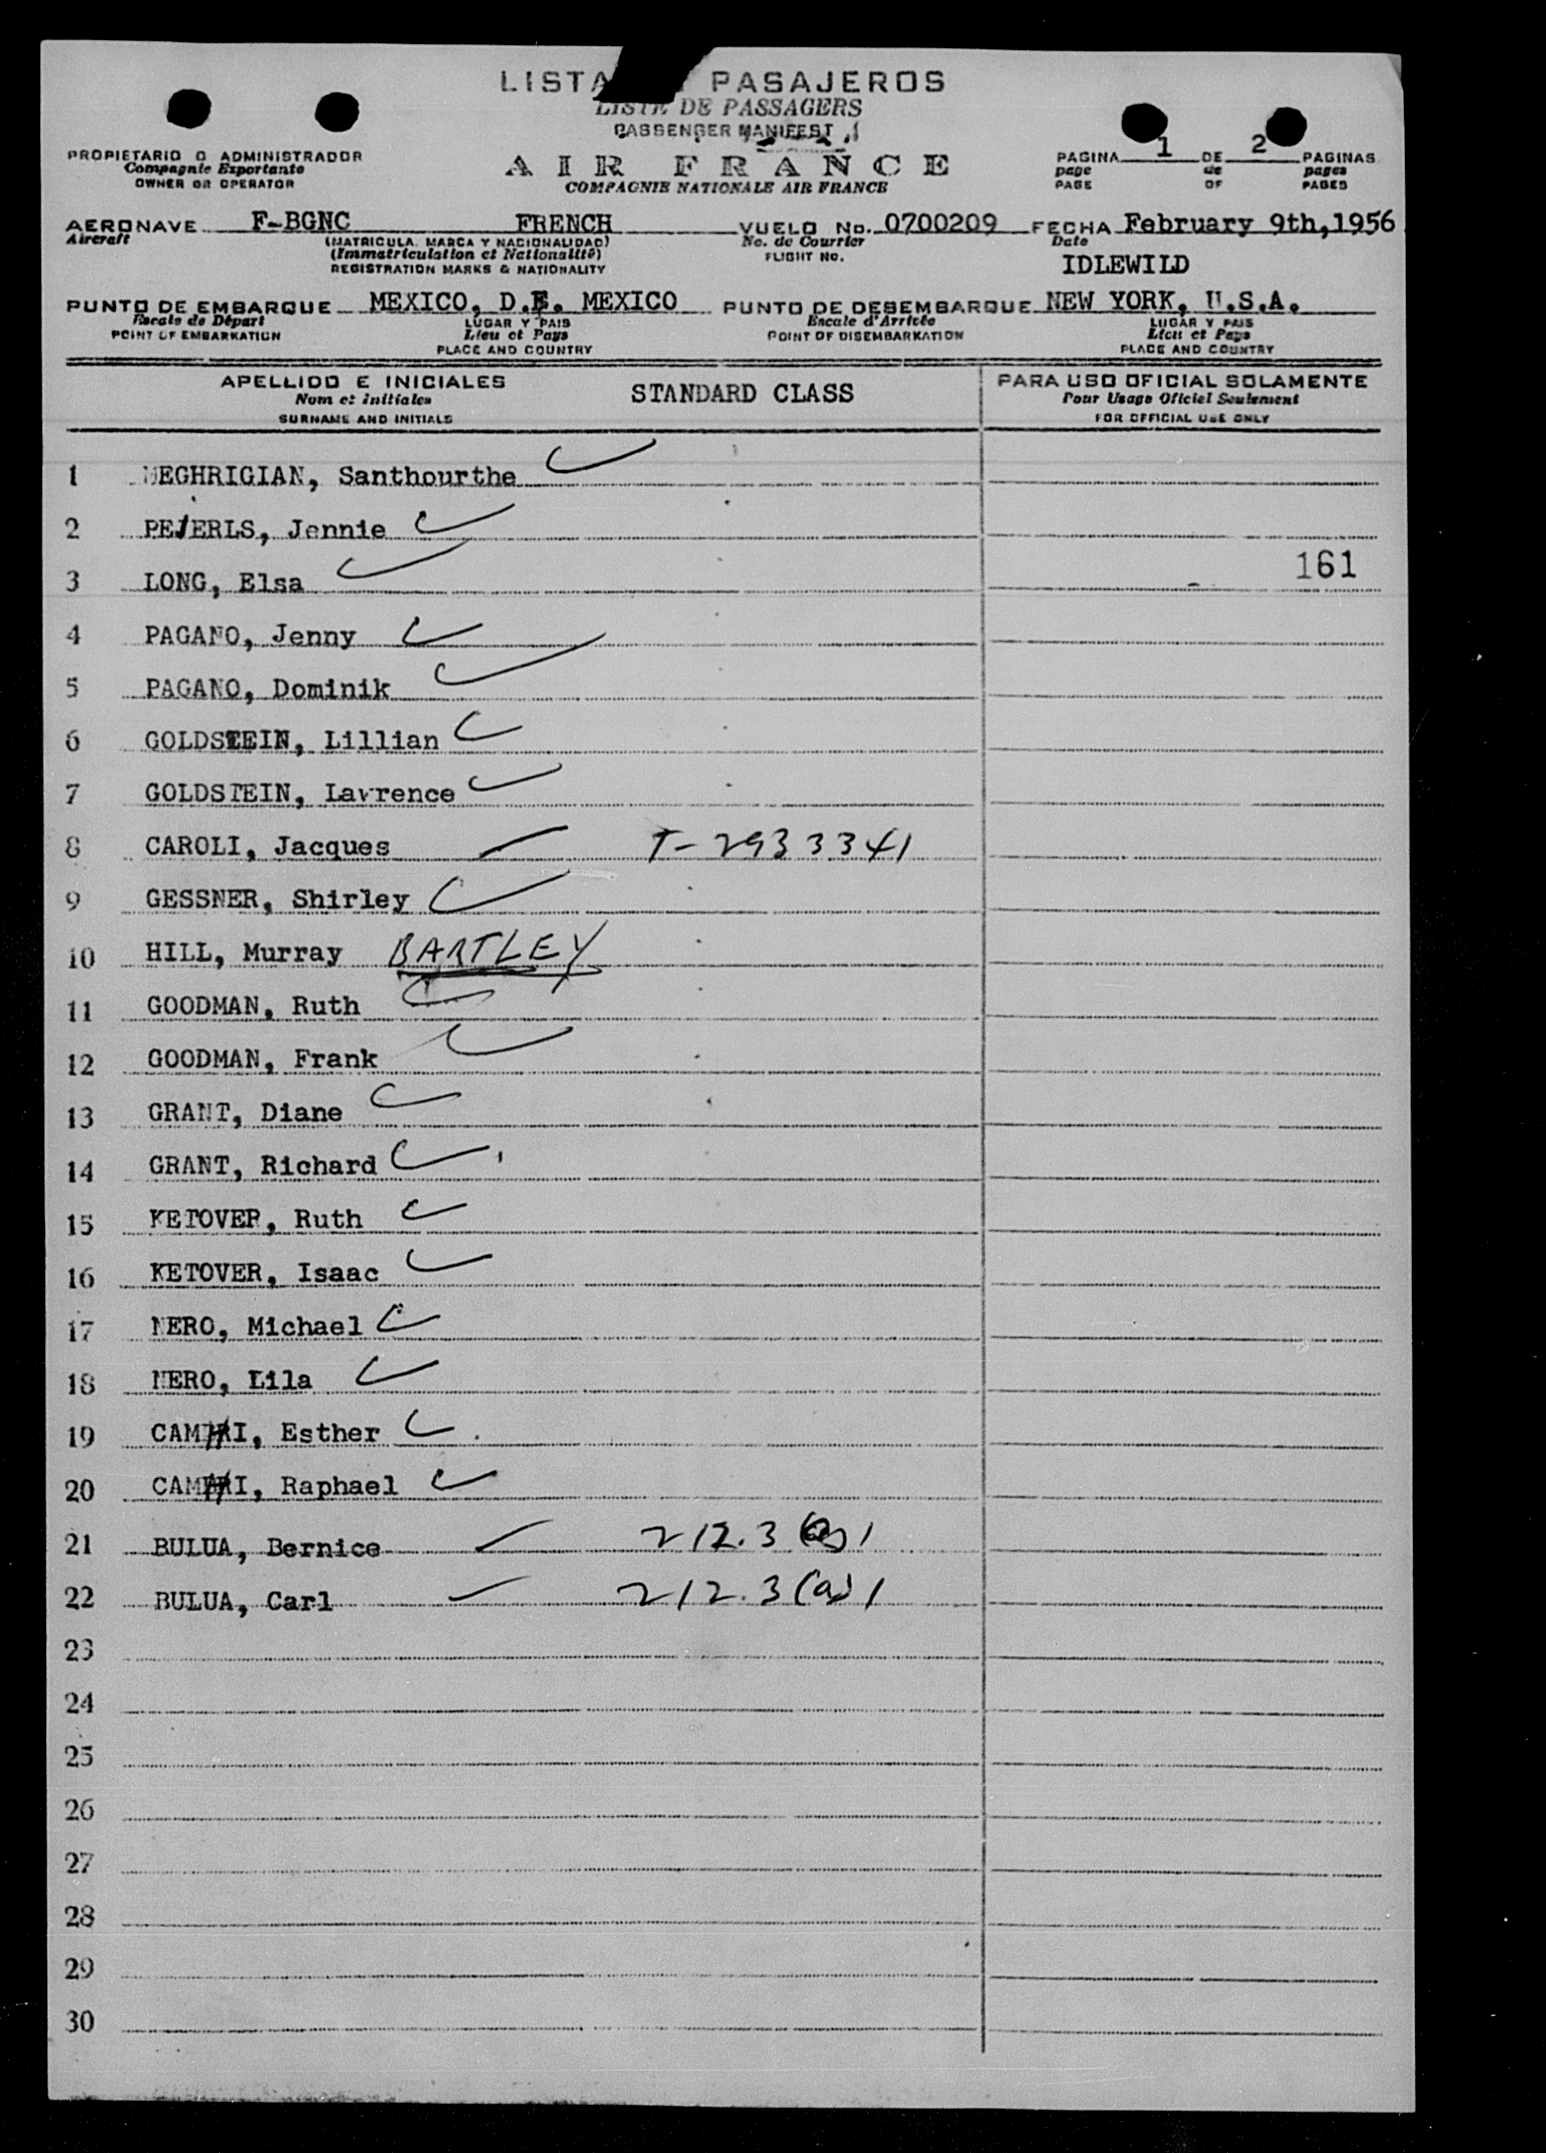 LISTA PASAJEROS
LISTE DE PASSAGERS
PASSENGER MANIFEST
PROPIETARIO O ADMINISTRADOR
Compagnie Exportante
OWNER OR OPERATOR
AIR FRANCE
COMPAGNIE NATIONALE AIR FRANCE
PAGINA 1 DE 2 PAGINAS
page de pages
PAGE OF PAGES
AERONAVE F-BGNC FRENCH VUELO No. 0700209 FECHA February 9th,1956
Aircraft (MATRICULA, MARCA Y NACIONALIDAD) No. de Courrier Date
(Immatriculation et Nationalité) FLIGHT No.
REGISTRATION MARKS & NATIONALITY
IDLEWILD
PUNTO DE EMBARQUE MEXICO, D.F. MEXICO PUNTO DE DESEMBARQUE NEW YORK, U.S.A.
Escale de Départ LUGAR Y PAIS Escale d'Arrivée LUGAR Y PAIS
POINT OF EMBARKATION Lieu et Pays POINT OF DISEMBARKATION Lieu et Pays
PLACE AND COUNTRY PLACE AND COUNTRY
APELLIDO E INICIALES STANDARD CLASS PARA USO OFICIAL SOLAMENTE
Nom et initiales Pour Usage Officiel Seulement
SURNAME AND INITIALS FOR OFFICIAL USE ONLY
1 MEGHRIGIAN, Santhourthe
2 PEIERLS, Jennie
161
3 LONG, Elsa
4 PAGANO, Jenny
5 PAGANO, Dominik
6 GOLDSTEIN, Lillian
7 GOLDSTEIN, Lawrence
8 CAROLI, Jacques T-2933341
9 GESSNER, Shirley
10 HILL, Murray BARTLEY
11 GOODMAN, Ruth
12 GOODMAN, Frank
13 GRANT, Diane
14 GRANT, Richard
15 KETOVER, Ruth
16 KETOVER, Isaac
17 NERO, Michael
18 NERO, Lila
19 Esther
20 Raphael
21 BULUA, Bernice 212.3(a)1
22 BULUA, Carl 212.3(a)1
23
24
25
26
27
28
29
30